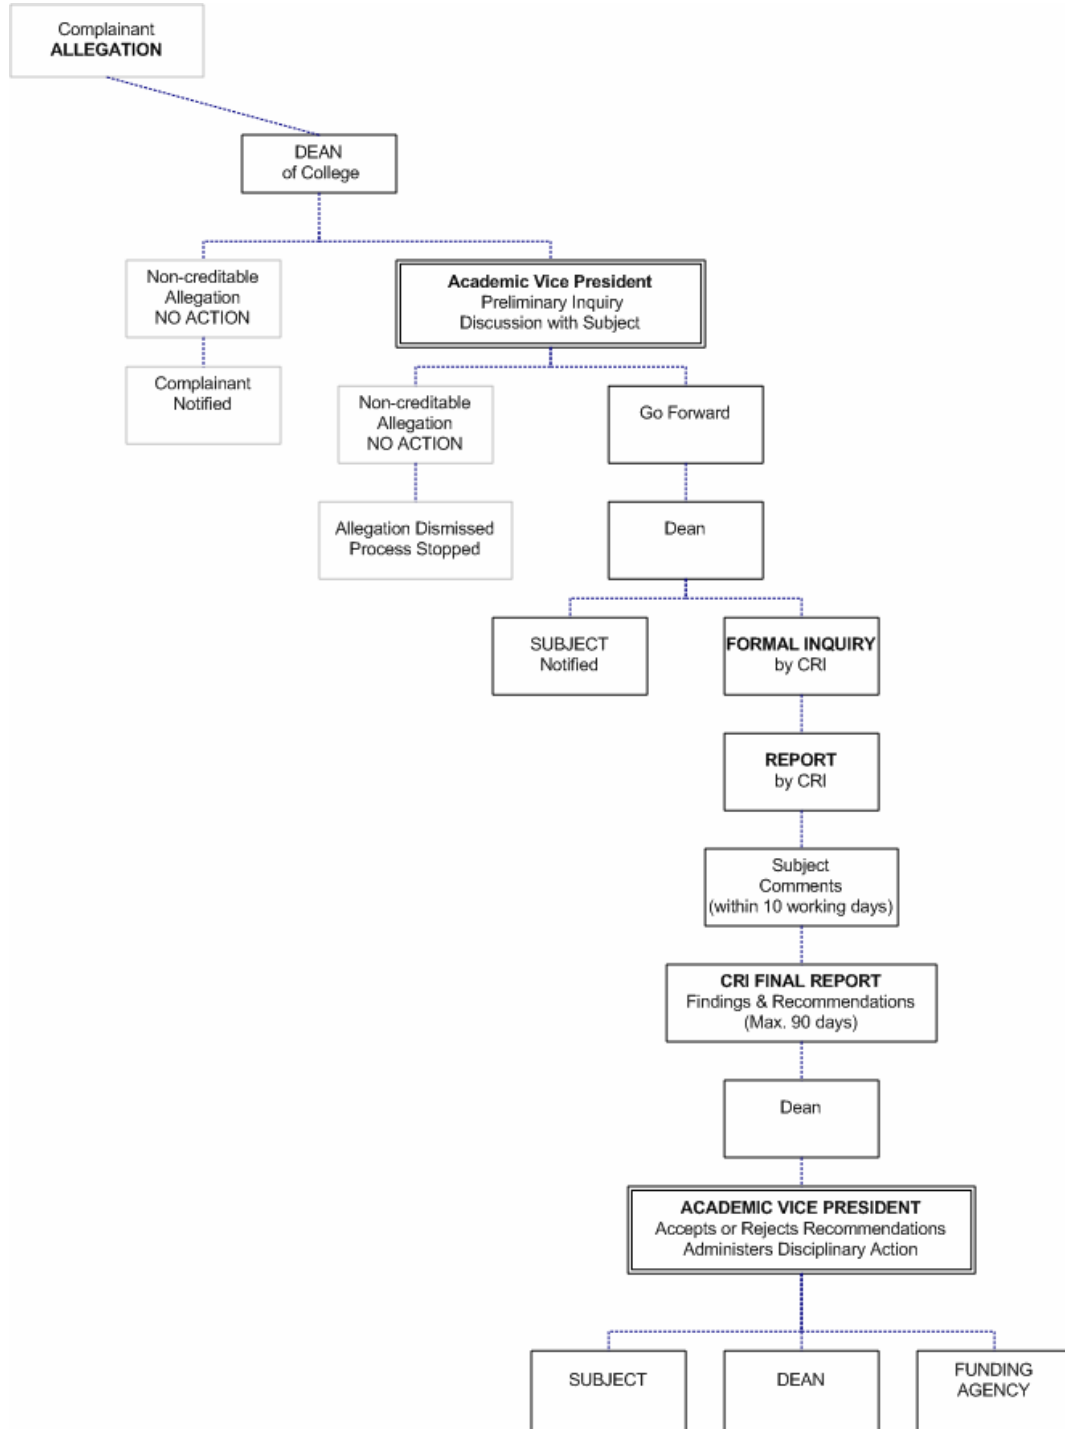 Complainant
ALLEGATION
DEAN
of College
Non-creditable
Allegation
NO ACTION
Academic Vice President
Preliminary Inquiry
Discussion with Subject
Complainant
Notified
Non-creditable
Allegation
NO ACTION
Go Forward
Allegation Dismissed
Process Stopped
Dean
SUBJECT
Notified
FORMAL INQUIRY
by CRI
REPORT
by CRI
Subject
Comments
(within 10 working days)
CRI FINAL REPORT
Findings & Recommendations
(Max. 90 days)
Dean
ACADEMIC VICE PRESIDENT
Accepts or Rejects Recommendations
Administers Disciplinary Action
SUBJECT
DEAN
FUNDING
AGENCY